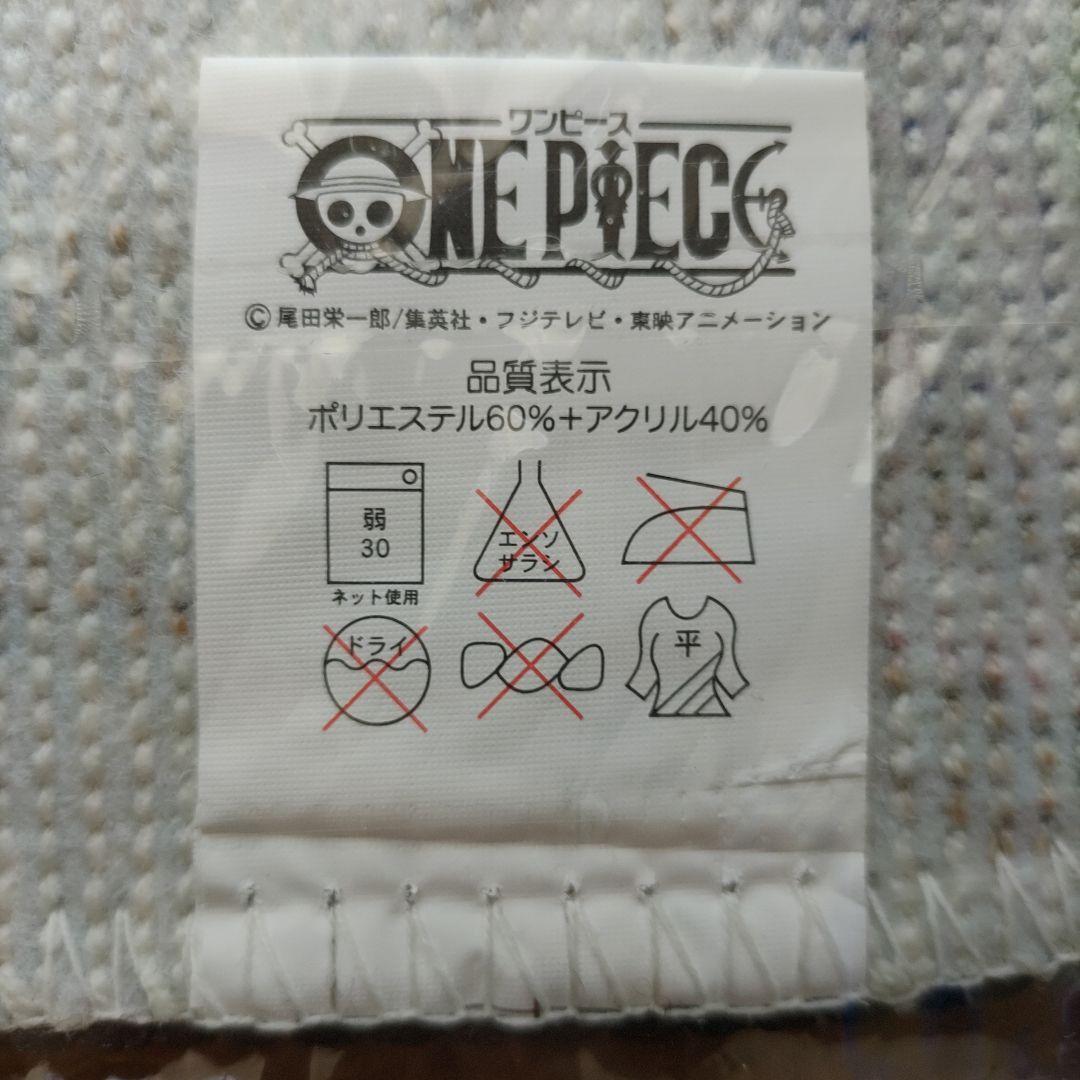 ワンピース
ONE PIECE
©尾田栄一郎/集英社・フジテレビ・東映アニメーション
品質表示
ポリエステル60%+アクリル40%
弱
30
ネット使用
エンソ
サラシ
ドライ
平